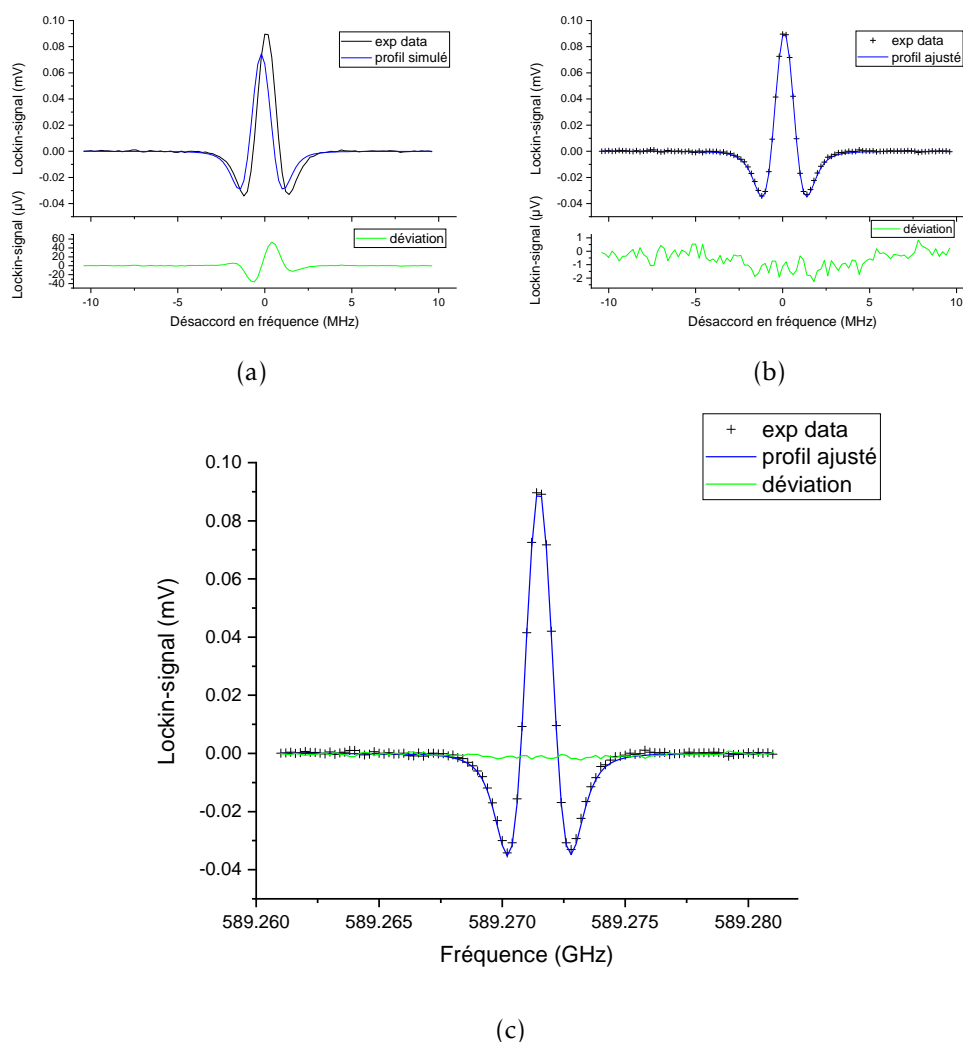 0.10
0.08
0.06
0.04
0.02
0.00
-0.02
-0.04
Lockin-signal (mV)
exp data
profil simulé
60
40
20
0
-20
-40
Lockin-signal (µV)
déviation
-10 -5 0 5 10
Désaccord en fréquence (MHz)
(a)
0.10
0.08
0.06
0.04
0.02
0.00
-0.02
-0.04
Lockin-signal (mV)
exp data
profil ajusté
1
0
-1
-2
Lockin-signal (µV)
déviation
-10 -5 0 5 10
Désaccord en fréquence (MHz)
(b)
exp data
profil ajusté
déviation
0.10
0.08
0.06
0.04
0.02
0.00
-0.02
-0.04
Lockin-signal (mV)
589.260 589.265 589.270 589.275 589.280
Fréquence (GHz)
(c)